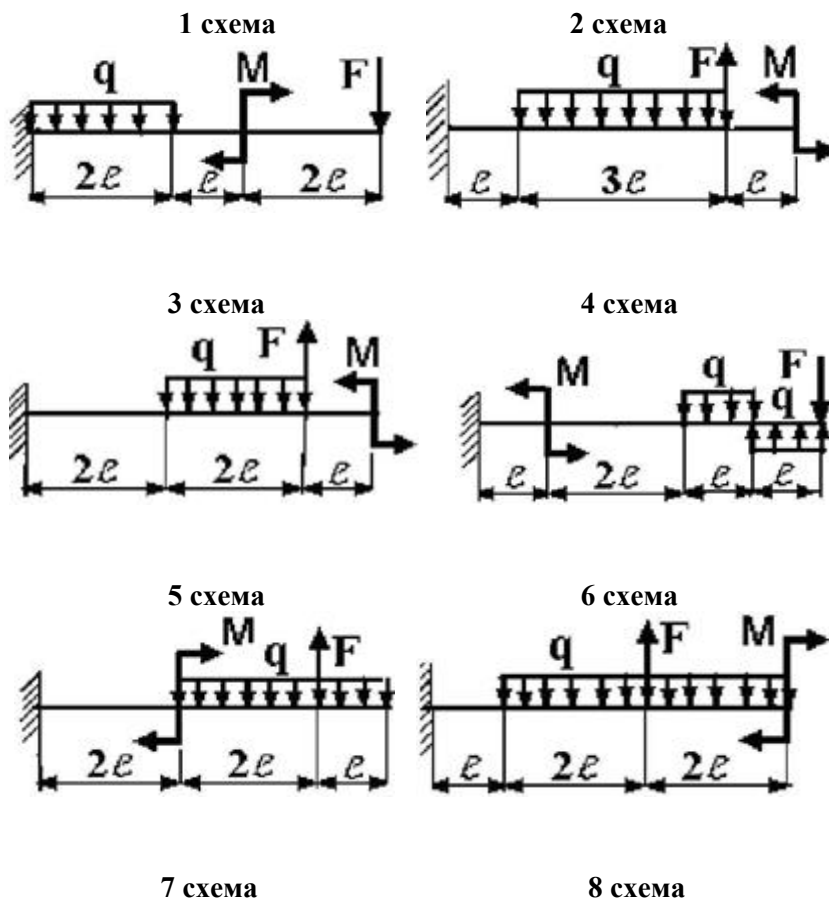 1 схема
q M F
2ℓ ℓ 2ℓ
2 схема
q F M
ℓ 3ℓ ℓ
3 схема
q F M
2ℓ 2ℓ ℓ
4 схема
M q F
q
ℓ 2ℓ ℓ ℓ
5 схема
M q F
2ℓ 2ℓ ℓ
6 схема
q F M
ℓ 2ℓ 2ℓ
7 схема
8 схема